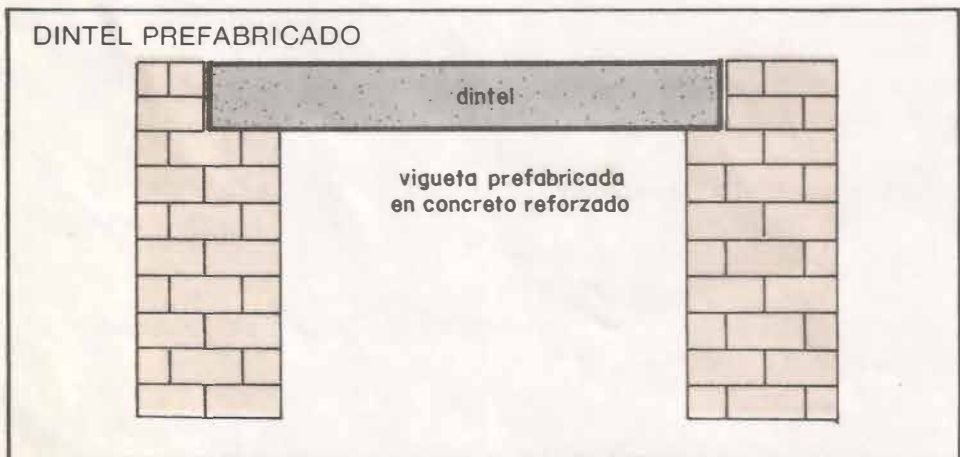 DINTEL PREFABRICADO
dintel
vigueta prefabricada
en concreto reforzado